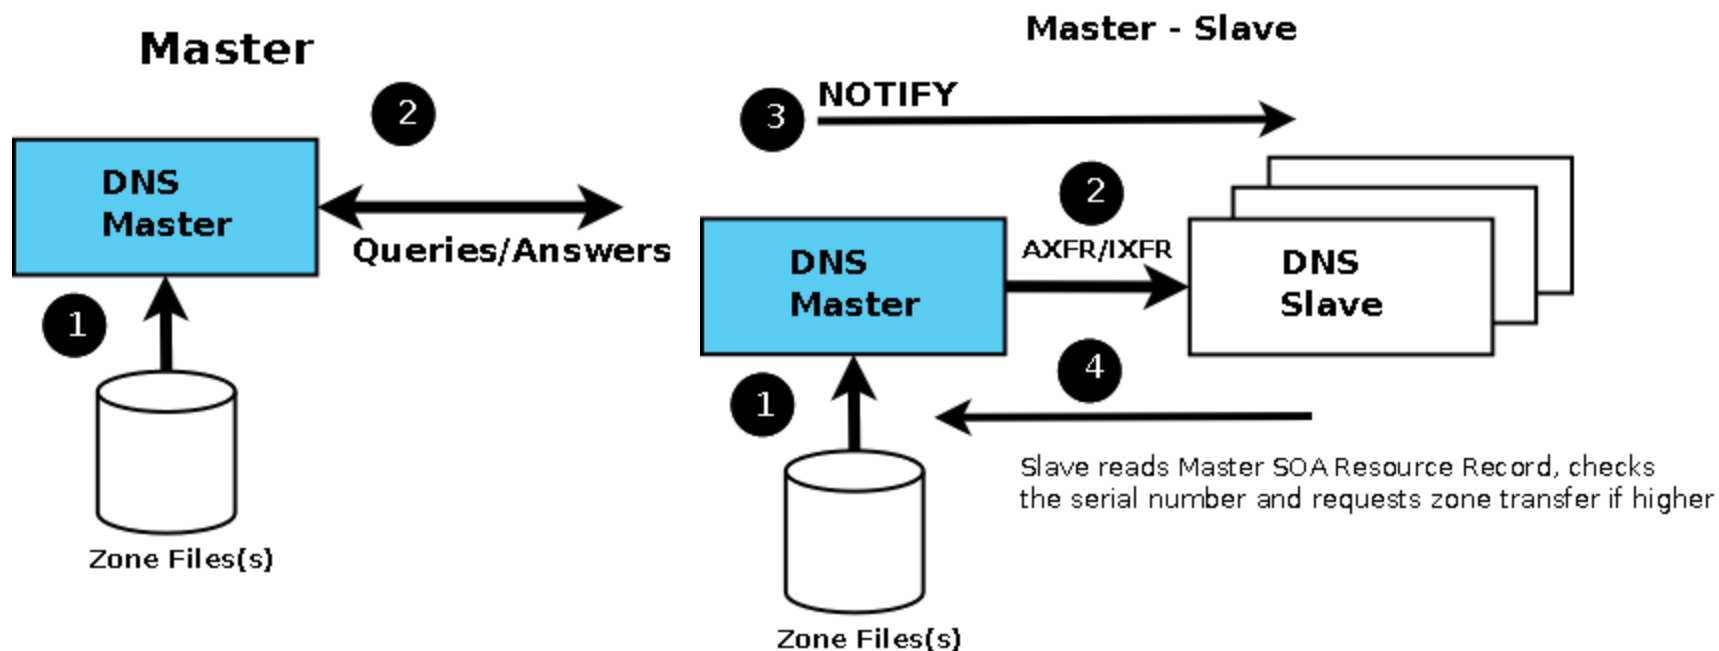 Master
2
DNS
Master
Queries/Answers
1
Zone Files(s)
Master - Slave
3
NOTIFY
2
AXFR/IXFR
DNS
Master
DNS
Slave
1
4
Slave reads Master SOA Resource Record, checks
the serial number and requests zone transfer if higher
Zone Files(s)